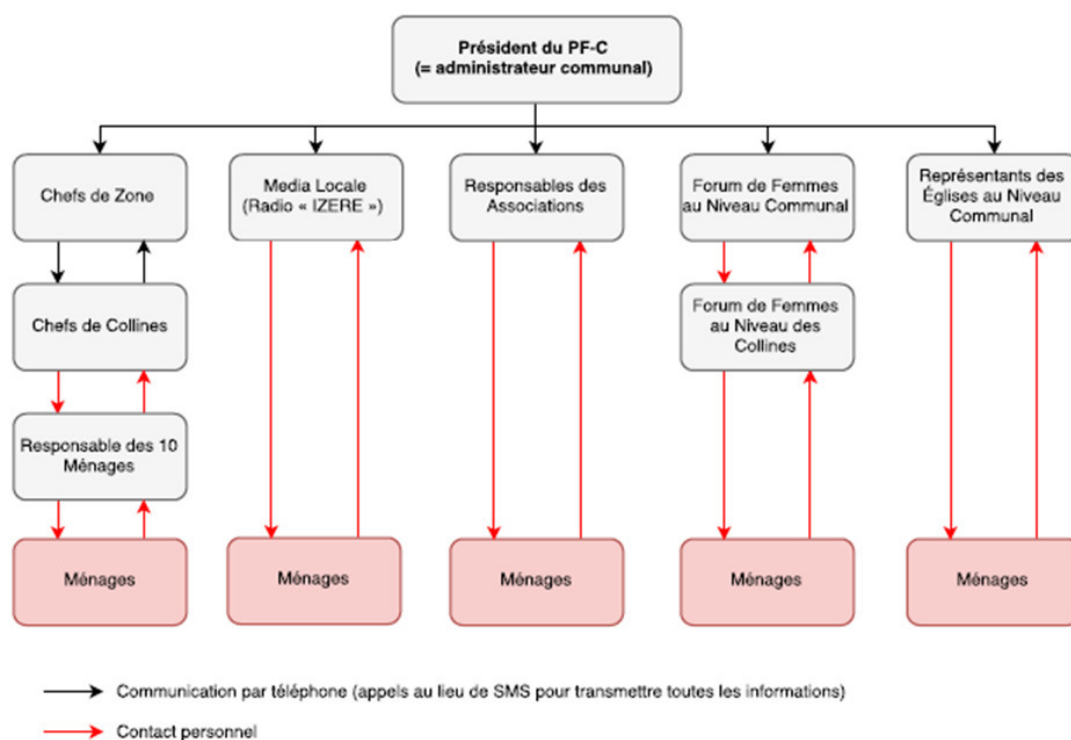 Président du PF-C
(= administrateur communal)
Chefs de Zone
Media Locale
(Radio « IZERE »)
Responsables des
Associations
Forum de Femmes
au Niveau Communal
Représentants des
Églises au Niveau
Communal
Chefs de Collines
Forum de Femmes
au Niveau des
Collines
Responsable des 10
Ménages
Ménages
Ménages
Ménages
Ménages
Ménages
Communication par téléphone (appels au lieu de SMS pour transmettre toutes les informations)
Contact personnel